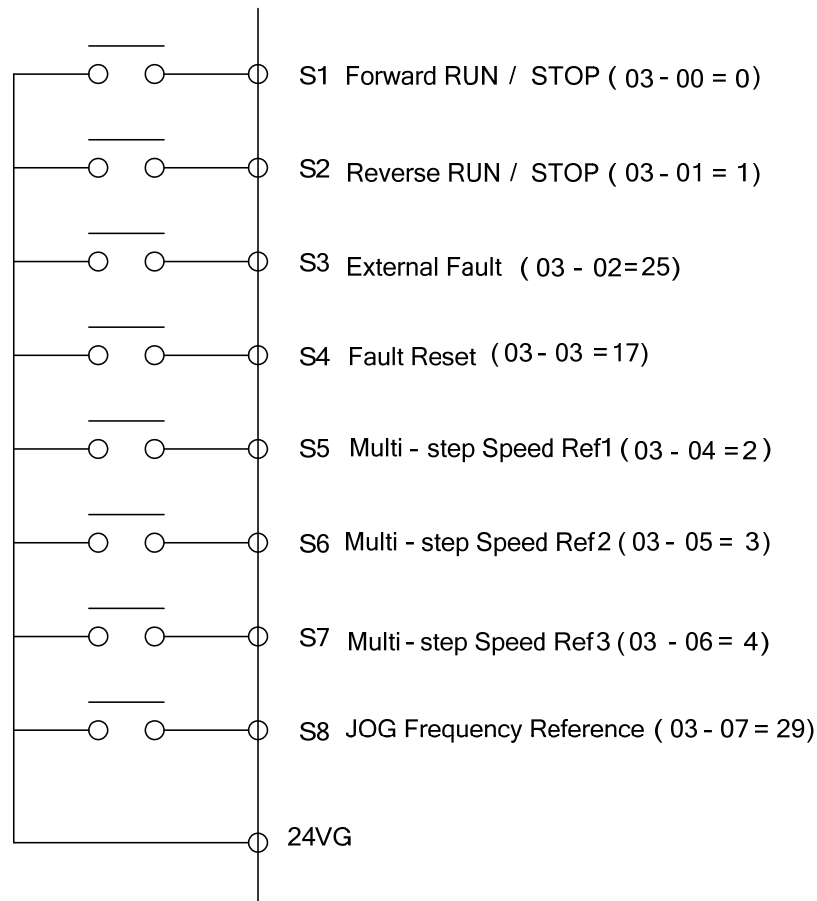 S1 Forward RUN / STOP ( 03 - 00 = 0)
S2 Reverse RUN / STOP ( 03 - 01 = 1)
S3 External Fault ( 03 - 02=25)
S4 Fault Reset (03 - 03 =17)
S5 Multi - step Speed Ref1 ( 03 - 04 =2 )
S6 Multi - step Speed Ref2 ( 03 - 05 = 3)
S7 Multi - step Speed Ref3 ( 03 - 06 = 4)
S8 JOG Frequency Reference ( 03 - 07 = 29)
24VG